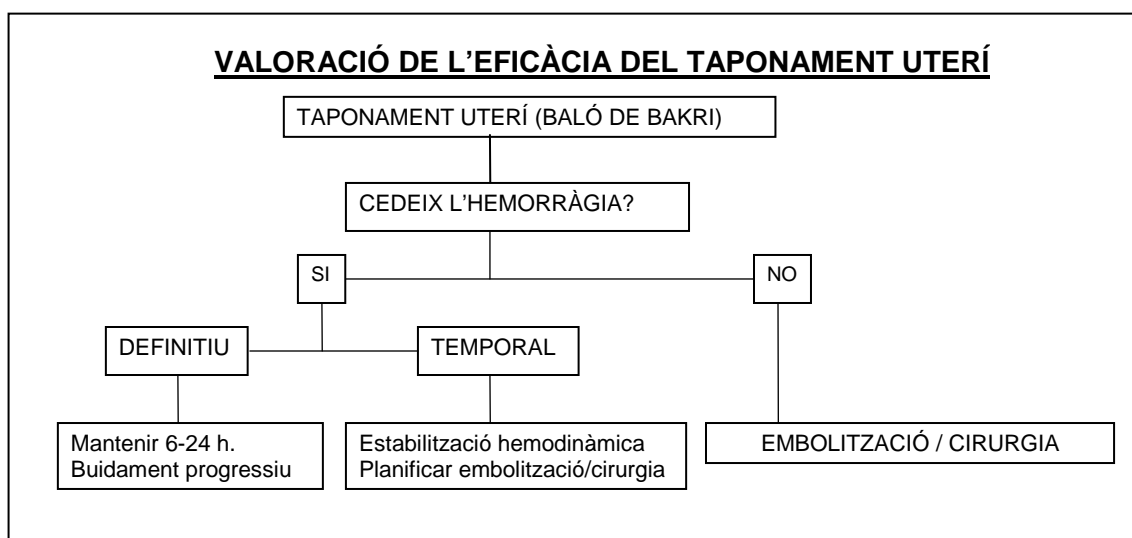 VALORACIÓ DE L'EFICÀCIA DEL TAPONAMENT UTERÍ
TAPONAMENT UTERÍ (BALÓ DE BAKRI)
CEDEIX L'HEMORRÀGIA?
SI
NO
DEFINITIU
TEMPORAL
Mantenir 6-24 h.
Buidament progressiu
Estabilització hemodinàmica
Planificar embolització/cirurgia
EMBOLITZACIÓ / CIRURGIA